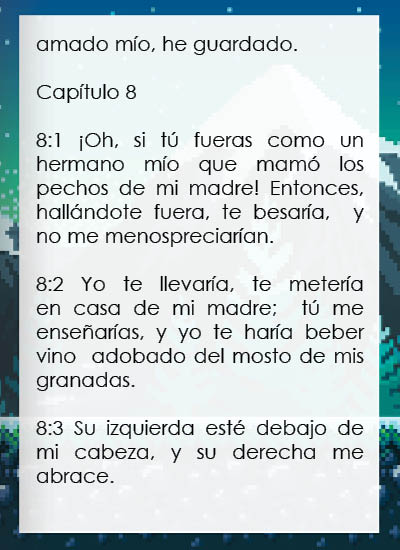 amado mío, he guardado.
Capítulo 8
8:1 ¡Oh, si tú fueras como un
hermano mío que mamó los
pechos de mi madre! Entonces,
hallándote fuera, te besaría, y
no me menospreciarían.
8:2 Yo te llevaría, te metería
en casa de mi madre; tú me
enseñarías, y yo te haría beber
vino adobado del mosto de mis
granadas.
8:3 Su izquierda esté debajo de
mi cabeza, y su derecha me
abrace.